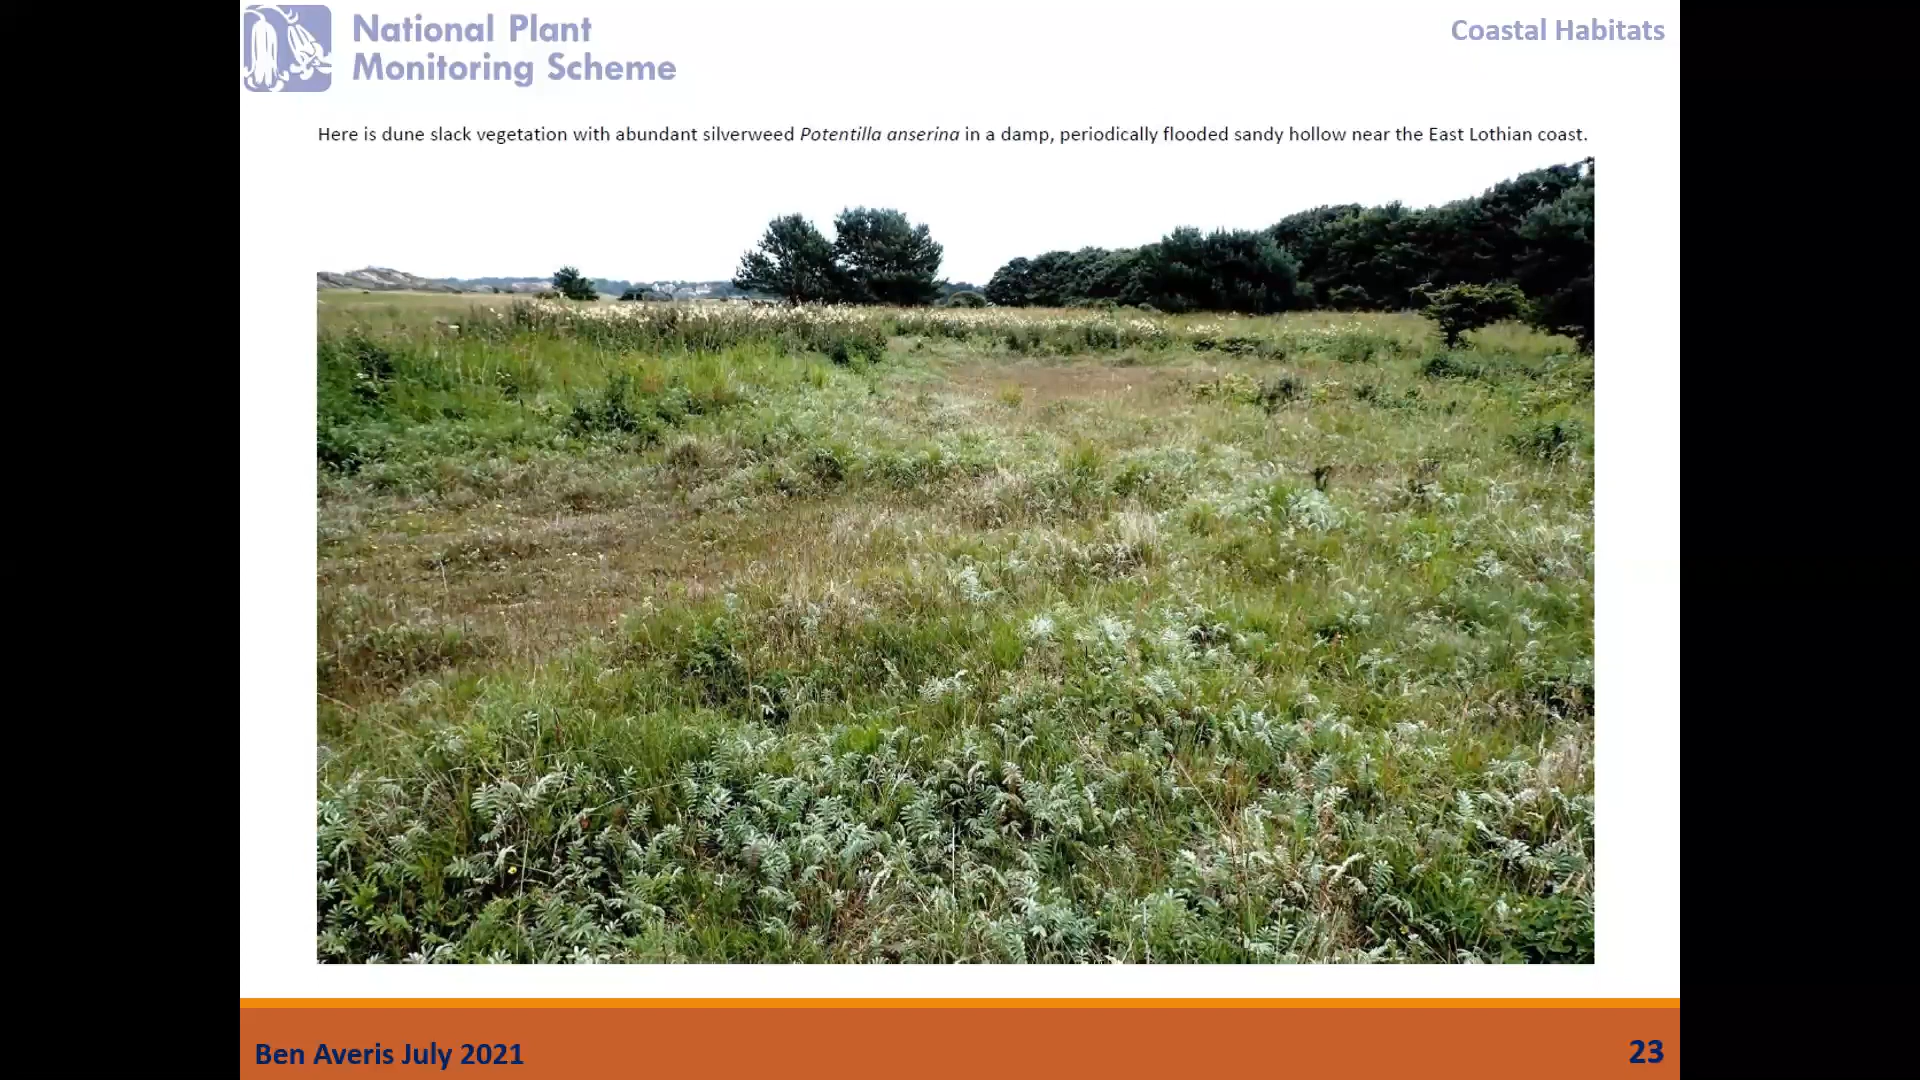 National Plant
Monitoring Scheme
Coastal Habitats
Here is dune slack vegetation with abundant silverweed Potentilla anserina in a damp, periodically flooded sandy hollow near the East Lothian coast.
Ben Averis July 2021
23